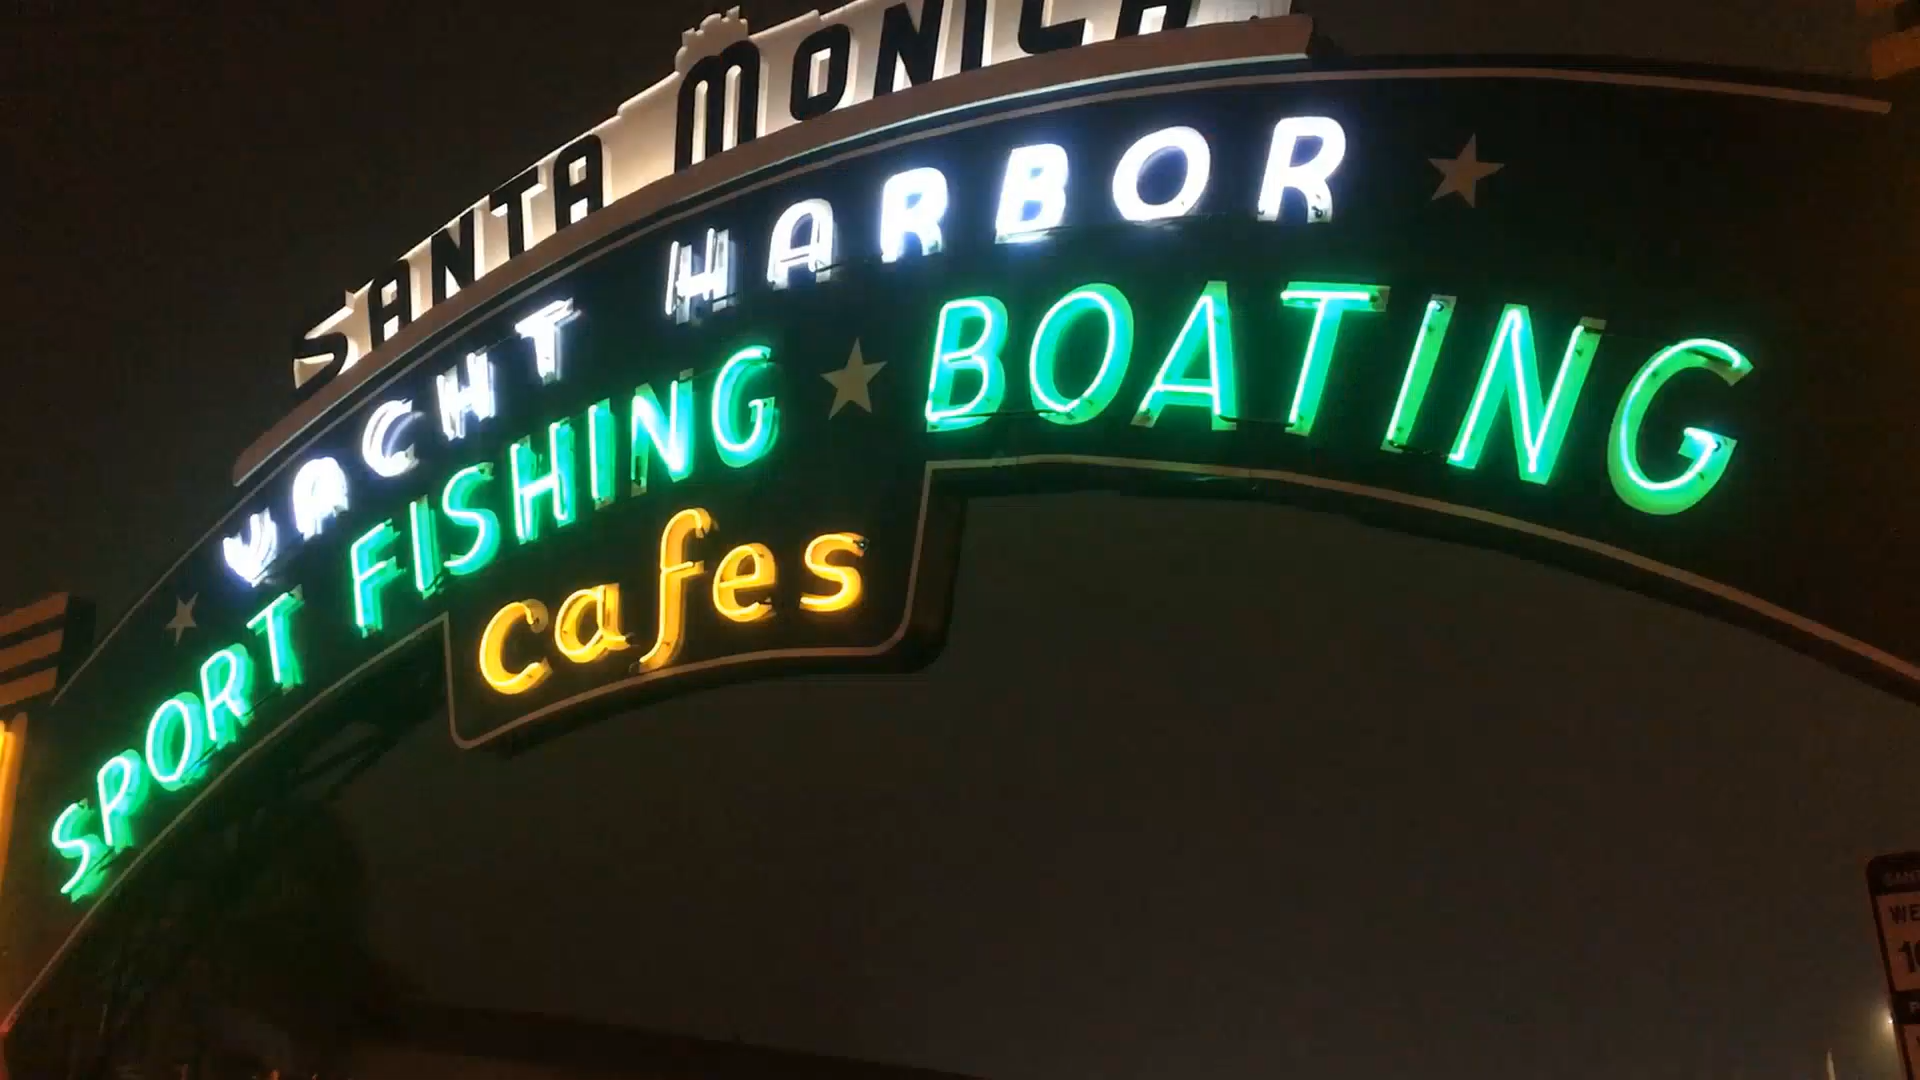 SANTA MONICA
YACHT HARBOR
SPORT FISHING ★ BOATING
cafes